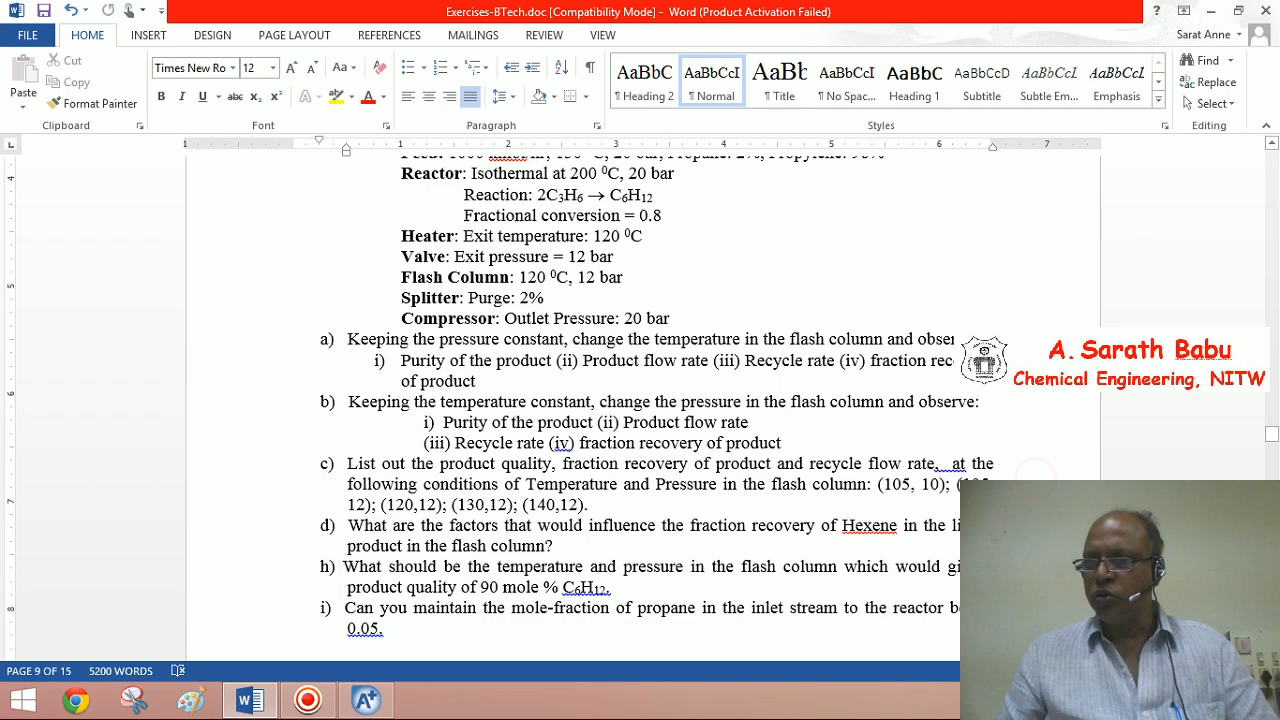 Exercises-BTech.doc [Compatibility Mode] - Word (Product Activation Failed)
FILE HOME INSERT DESIGN PAGE LAYOUT REFERENCES MAILINGS REVIEW VIEW Sarat Anne
Paste Cut Copy Format Painter Clipboard
Times New Ro 12 Font
Paragraph
AaBbC Heading 2 AaBbCcI ¶ Normal AaBb ¶ Title AaBbCcI ¶ No Spac... AaBbC Heading 1 AaBbCcD Subtitle AaBbCcI Subtle Em... AaBbCcI Emphasis Styles
Find Replace Select Editing
1 1 2 3 4 5 6 7
Reactor: Isothermal at 200 ⁰C, 20 bar
Reaction: 2C₃H₆ → C₆H₁₂
Fractional conversion = 0.8
Heater: Exit temperature: 120 ⁰C
Valve: Exit pressure = 12 bar
Flash Column: 120 ⁰C, 12 bar
Splitter: Purge: 2%
Compressor: Outlet Pressure: 20 bar
a) Keeping the pressure constant, change the temperature in the flash column and obser
i) Purity of the product (ii) Product flow rate (iii) Recycle rate (iv) fraction rec
of product
b) Keeping the temperature constant, change the pressure in the flash column and observe:
i) Purity of the product (ii) Product flow rate
(iii) Recycle rate (iv) fraction recovery of product
c) List out the product quality, fraction recovery of product and recycle flow rate, at the
following conditions of Temperature and Pressure in the flash column: (105, 10);
12); (120,12); (130,12); (140,12).
d) What are the factors that would influence the fraction recovery of Hexene in the li
product in the flash column?
h) What should be the temperature and pressure in the flash column which would gi
product quality of 90 mole % C₆H₁₂.
i) Can you maintain the mole-fraction of propane in the inlet stream to the reactor b
0.05.
A. Sarath Babu
Chemical Engineering, NITW
PAGE 9 OF 15 5200 WORDS